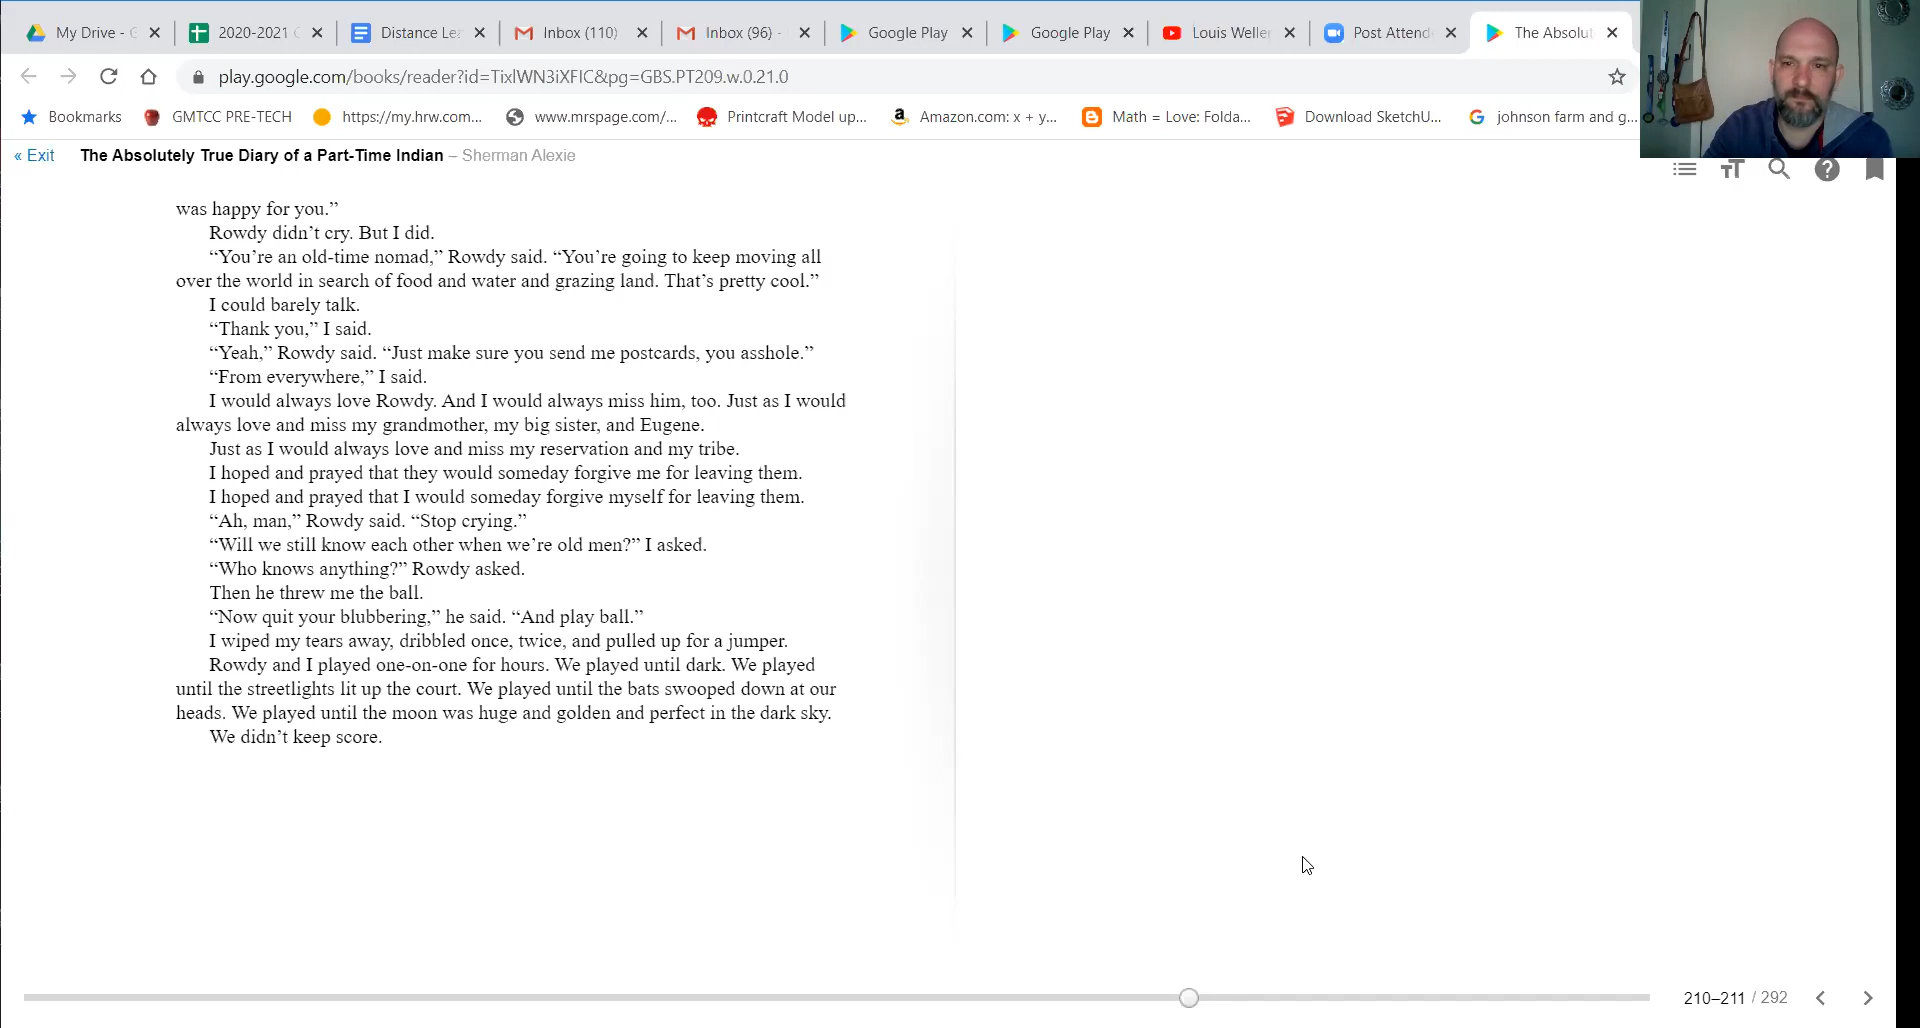 My Drive - G
2020-2021 C
Distance Lea
Inbox (110)
Inbox (96) -
Google Play
Google Play
Louis Weller
Post Attend
The Absolut
play.google.com/books/reader?id=TixlWN3iXFIC&pg=GBS.PT209.w.0.21.0
Bookmarks
GMTCC PRE-TECH
https://my.hrw.com...
www.mrspage.com/...
Printcraft Model up...
Amazon.com: x + y...
Math = Love: Folda...
Download SketchU...
johnson farm and g...
« Exit
The Absolutely True Diary of a Part-Time Indian – Sherman Alexie
was happy for you.”
Rowdy didn’t cry. But I did.
“You’re an old-time nomad,” Rowdy said. “You’re going to keep moving all
over the world in search of food and water and grazing land. That’s pretty cool.”
I could barely talk.
“Thank you,” I said.
“Yeah,” Rowdy said. “Just make sure you send me postcards, you asshole.”
“From everywhere,” I said.
I would always love Rowdy. And I would always miss him, too. Just as I would
always love and miss my grandmother, my big sister, and Eugene.
Just as I would always love and miss my reservation and my tribe.
I hoped and prayed that they would someday forgive me for leaving them.
I hoped and prayed that I would someday forgive myself for leaving them.
“Ah, man,” Rowdy said. “Stop crying.”
“Will we still know each other when we’re old men?” I asked.
“Who knows anything?” Rowdy asked.
Then he threw me the ball.
“Now quit your blubbering,” he said. “And play ball.”
I wiped my tears away, dribbled once, twice, and pulled up for a jumper.
Rowdy and I played one-on-one for hours. We played until dark. We played
until the streetlights lit up the court. We played until the bats swooped down at our
heads. We played until the moon was huge and golden and perfect in the dark sky.
We didn’t keep score.
210–211 / 292